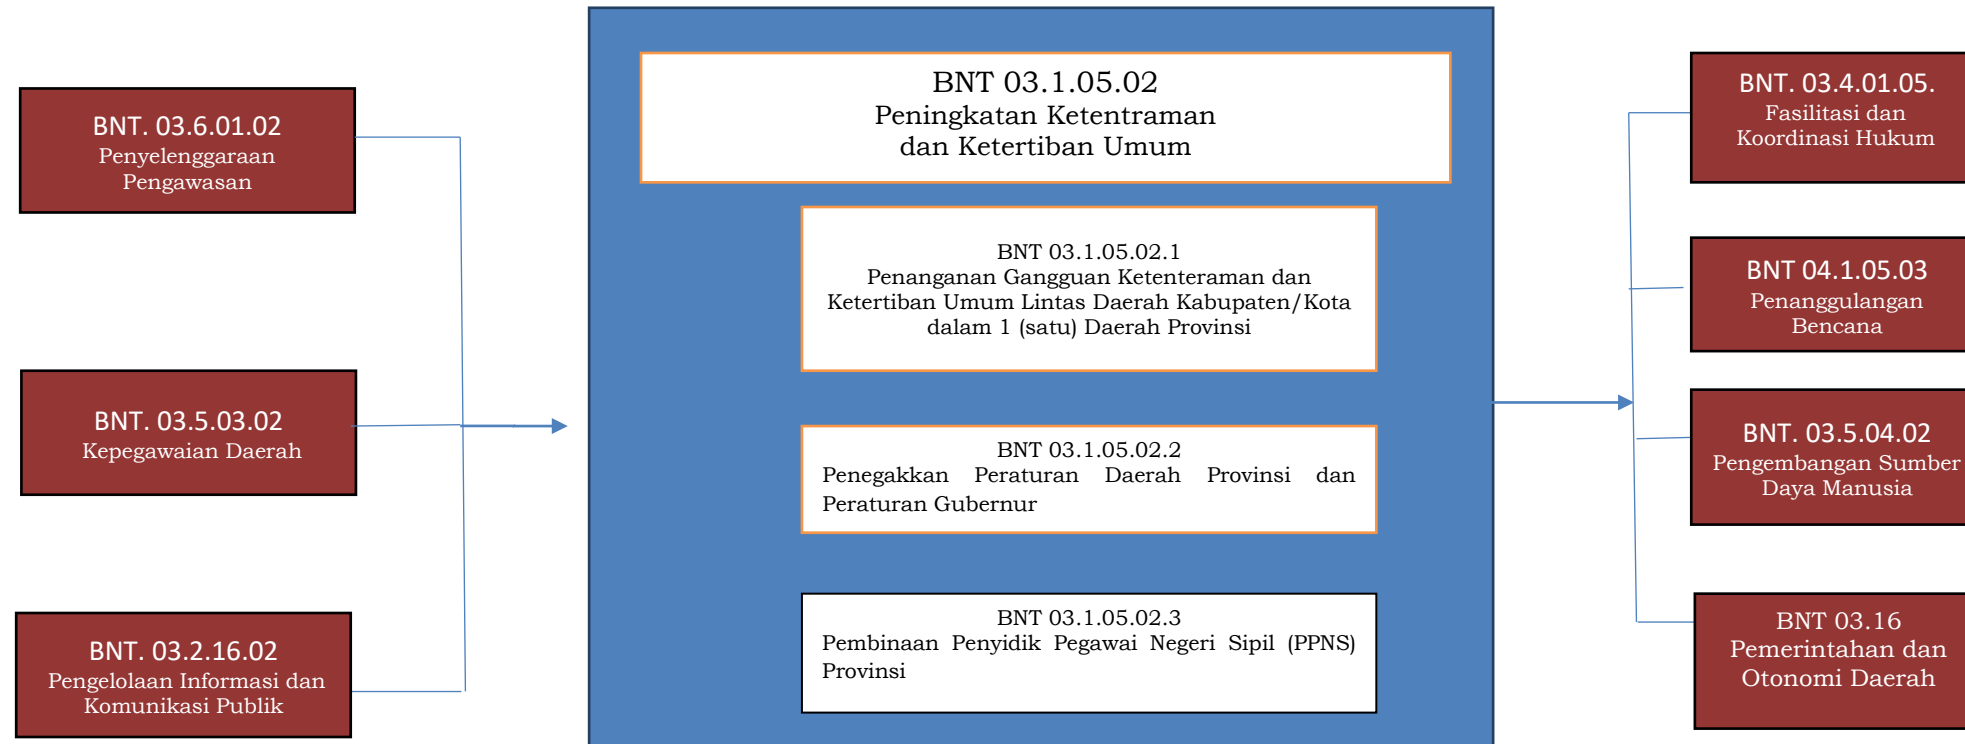 BNT. 03.6.01.02
Penyelenggaraan
Pengawasan
BNT. 03.5.03.02
Kepegawaian Daerah
BNT. 03.2.16.02
Pengelolaan Informasi dan
Komunikasi Publik
BNT 03.1.05.02
Peningkatan Ketentraman
dan Ketertiban Umum
BNT 03.1.05.02.1
Penanganan Gangguan Ketenteraman dan
Ketertiban Umum Lintas Daerah Kabupaten/Kota
dalam 1 (satu) Daerah Provinsi
BNT 03.1.05.02.2
Penegakkan Peraturan Daerah Provinsi dan
Peraturan Gubernur
BNT 03.1.05.02.3
Pembinaan Penyidik Pegawai Negeri Sipil (PPNS)
Provinsi
BNT. 03.4.01.05.
Fasilitasi dan
Koordinasi Hukum
BNT 04.1.05.03
Penanggulangan
Bencana
BNT. 03.5.04.02
Pengembangan Sumber
Daya Manusia
BNT 03.16
Pemerintahan dan
Otonomi Daerah